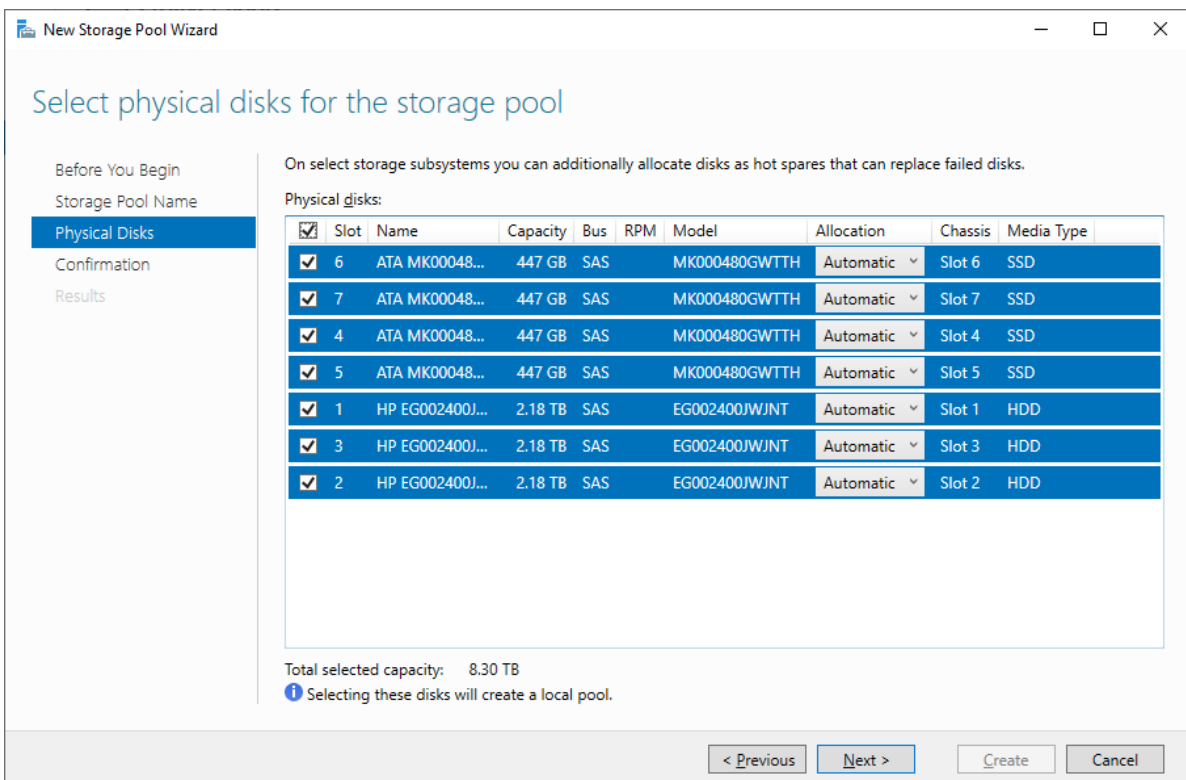 New Storage Pool Wizard
Select physical disks for the storage pool
Before You Begin
Storage Pool Name
Physical Disks
Confirmation
Results
On select storage subsystems you can additionally allocate disks as hot spares that can replace failed disks.
Physical disks:
Slot Name Capacity Bus RPM Model Allocation Chassis Media Type
6 ATA MK00048... 447 GB SAS MK000480GWTTH Automatic Slot 6 SSD
7 ATA MK00048... 447 GB SAS MK000480GWTTH Automatic Slot 7 SSD
4 ATA MK00048... 447 GB SAS MK000480GWTTH Automatic Slot 4 SSD
5 ATA MK00048... 447 GB SAS MK000480GWTTH Automatic Slot 5 SSD
1 HP EG002400J... 2.18 TB SAS EG002400JWJNT Automatic Slot 1 HDD
3 HP EG002400J... 2.18 TB SAS EG002400JWJNT Automatic Slot 3 HDD
2 HP EG002400J... 2.18 TB SAS EG002400JWJNT Automatic Slot 2 HDD
Total selected capacity: 8.30 TB
Selecting these disks will create a local pool.
< Previous Next > Create Cancel